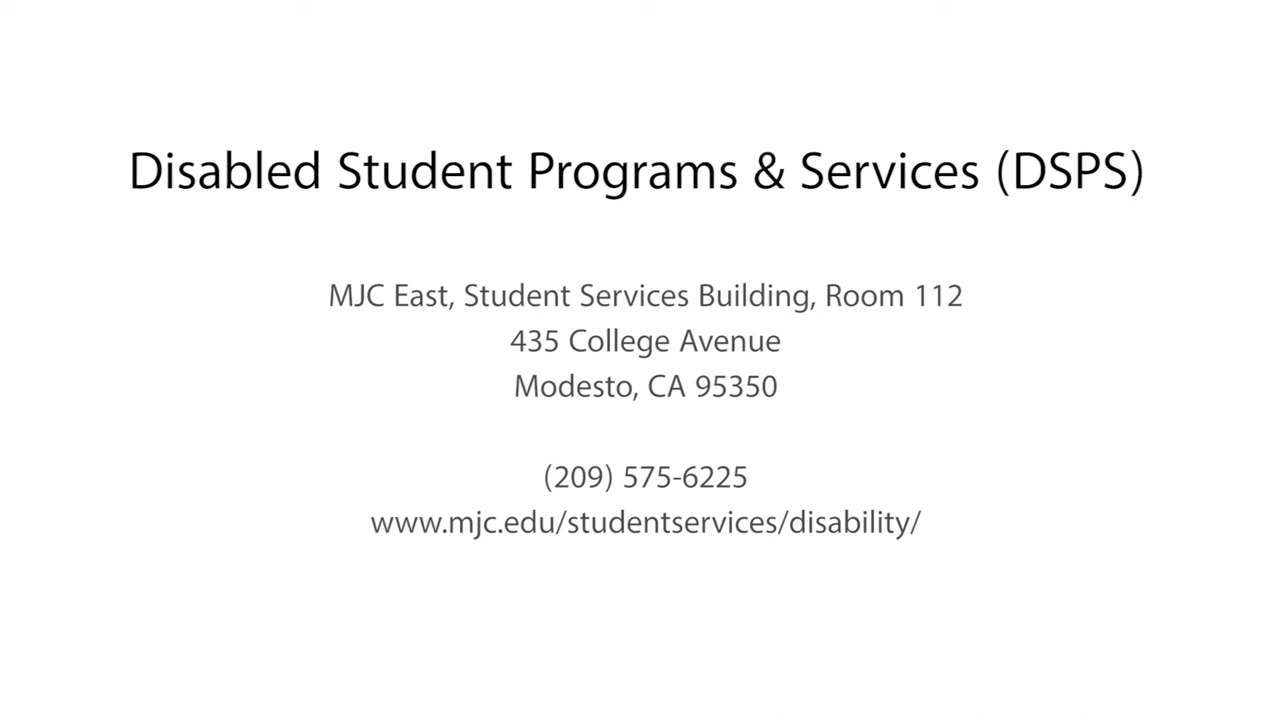 Disabled Student Programs & Services (DSPS)
MJC East, Student Services Building, Room 112
435 College Avenue
Modesto, CA 95350
(209) 575-6225
www.mjc.edu/studentservices/disability/